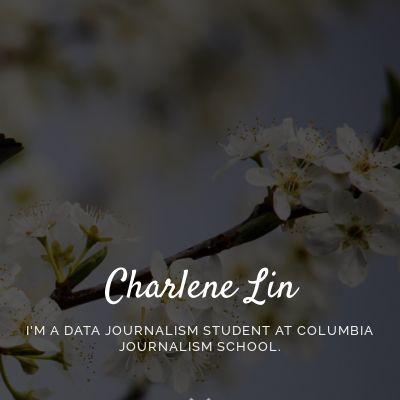 Charlene Lin
I'M A DATA JOURNALISM STUDENT AT COLUMBIA
JOURNALISM SCHOOL.